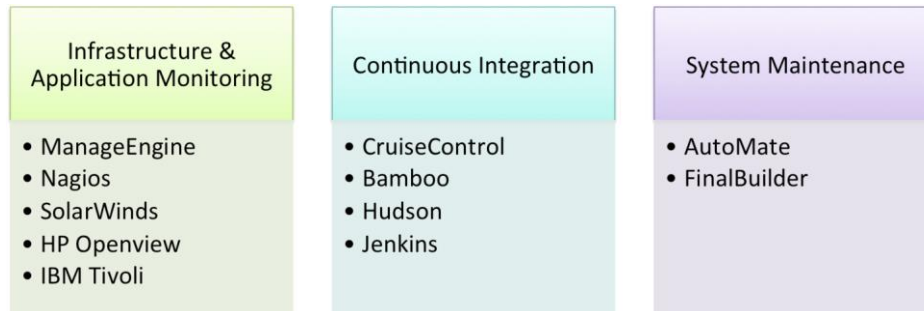 Infrastructure &
Application Monitoring
• ManageEngine
• Nagios
• SolarWinds
• HP Openview
• IBM Tivoli
Continuous Integration
• CruiseControl
• Bamboo
• Hudson
• Jenkins
System Maintenance
• AutoMate
• FinalBuilder